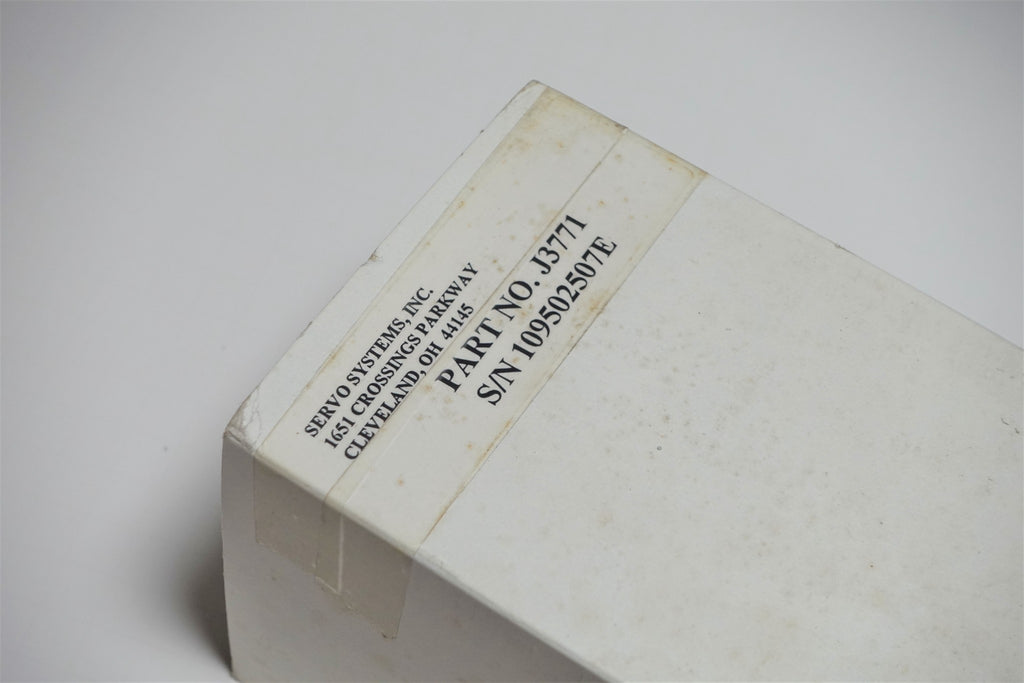 SERVO SYSTEMS, INC.
1651 CROSSINGS PARKWAY
CLEVELAND, OH 44145
PART NO. J3771
S/N 109502507E